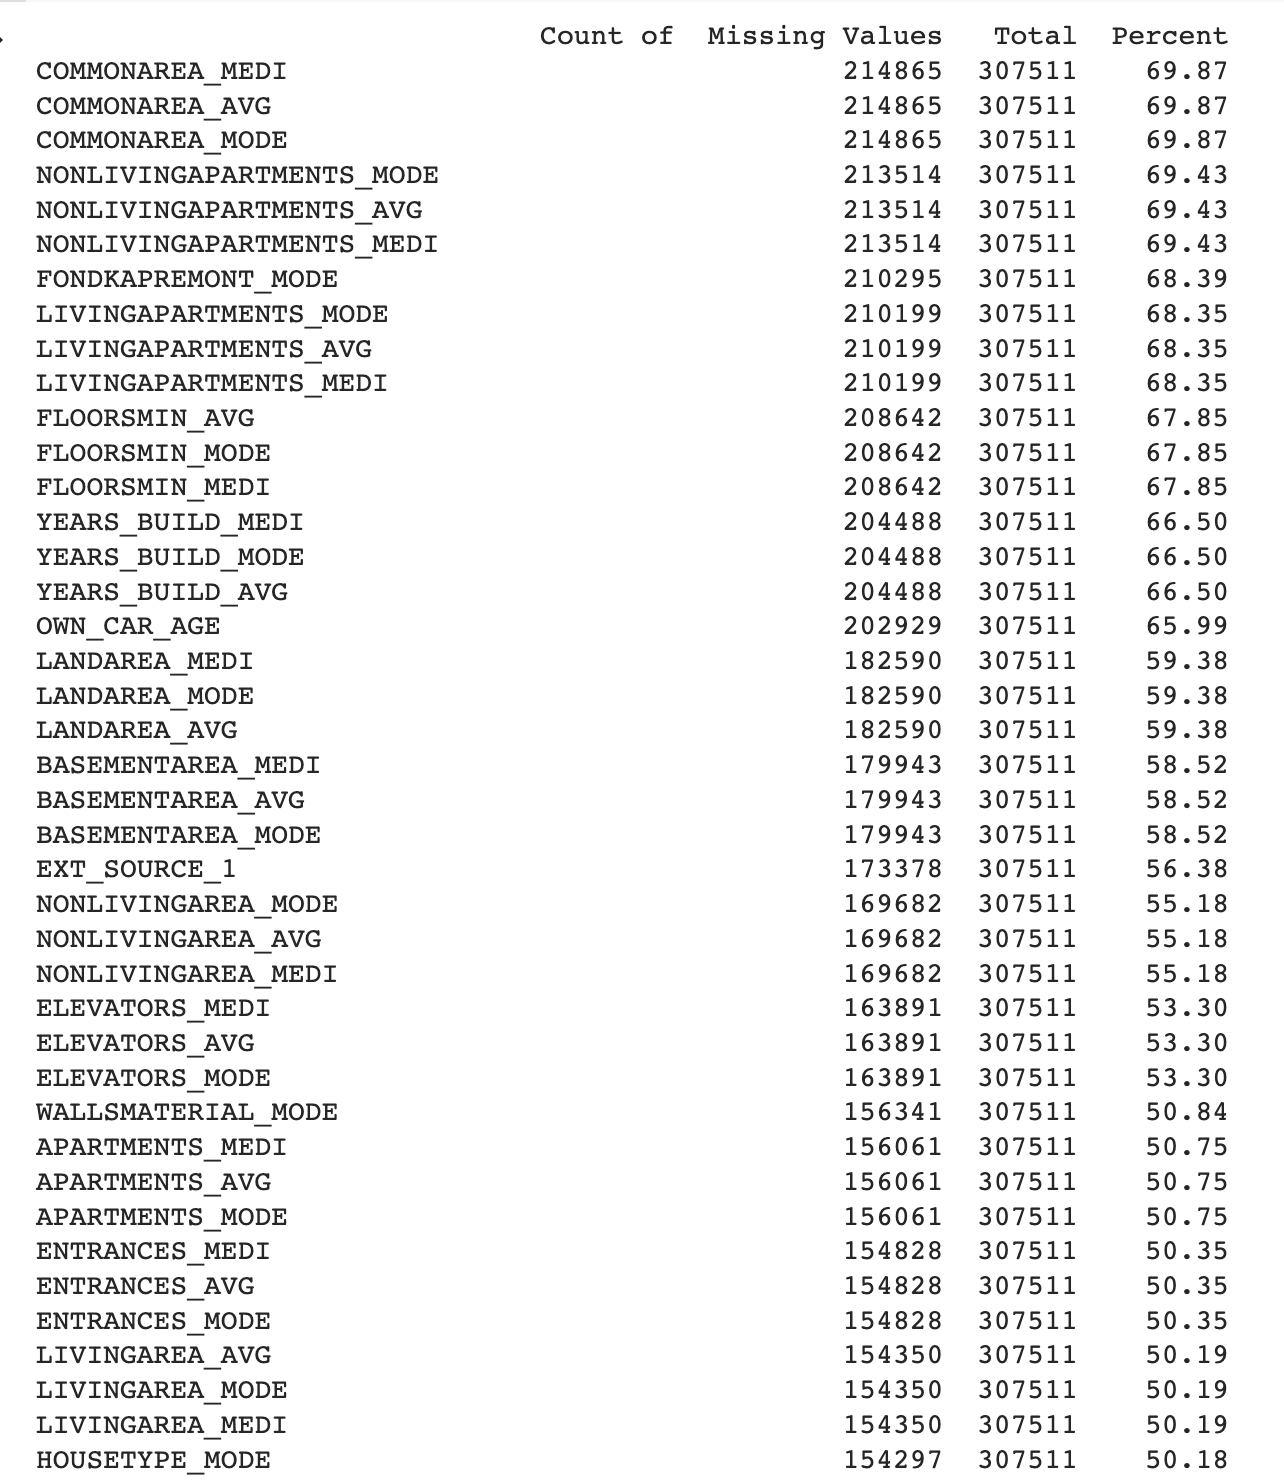 Count of  Missing Values   Total  Percent
COMMONAREA_MEDI 214865 307511 69.87
COMMONAREA_AVG 214865 307511 69.87
COMMONAREA_MODE 214865 307511 69.87
NONLIVINGAPARTMENTS_MODE 213514 307511 69.43
NONLIVINGAPARTMENTS_AVG 213514 307511 69.43
NONLIVINGAPARTMENTS_MEDI 213514 307511 69.43
FONDKAPREMONT_MODE 210295 307511 68.39
LIVINGAPARTMENTS_MODE 210199 307511 68.35
LIVINGAPARTMENTS_AVG 210199 307511 68.35
LIVINGAPARTMENTS_MEDI 210199 307511 68.35
FLOORSMIN_AVG 208642 307511 67.85
FLOORSMIN_MODE 208642 307511 67.85
FLOORSMIN_MEDI 208642 307511 67.85
YEARS_BUILD_MEDI 204488 307511 66.50
YEARS_BUILD_MODE 204488 307511 66.50
YEARS_BUILD_AVG 204488 307511 66.50
OWN_CAR_AGE 202929 307511 65.99
LANDAREA_MEDI 182590 307511 59.38
LANDAREA_MODE 182590 307511 59.38
LANDAREA_AVG 182590 307511 59.38
BASEMENTAREA_MEDI 179943 307511 58.52
BASEMENTAREA_AVG 179943 307511 58.52
BASEMENTAREA_MODE 179943 307511 58.52
EXT_SOURCE_1 173378 307511 56.38
NONLIVINGAREA_MODE 169682 307511 55.18
NONLIVINGAREA_AVG 169682 307511 55.18
NONLIVINGAREA_MEDI 169682 307511 55.18
ELEVATORS_MEDI 163891 307511 53.30
ELEVATORS_AVG 163891 307511 53.30
ELEVATORS_MODE 163891 307511 53.30
WALLSMATERIAL_MODE 156341 307511 50.84
APARTMENTS_MEDI 156061 307511 50.75
APARTMENTS_AVG 156061 307511 50.75
APARTMENTS_MODE 156061 307511 50.75
ENTRANCES_MEDI 154828 307511 50.35
ENTRANCES_AVG 154828 307511 50.35
ENTRANCES_MODE 154828 307511 50.35
LIVINGAREA_AVG 154350 307511 50.19
LIVINGAREA_MODE 154350 307511 50.19
LIVINGAREA_MEDI 154350 307511 50.19
HOUSETYPE_MODE 154297 307511 50.18